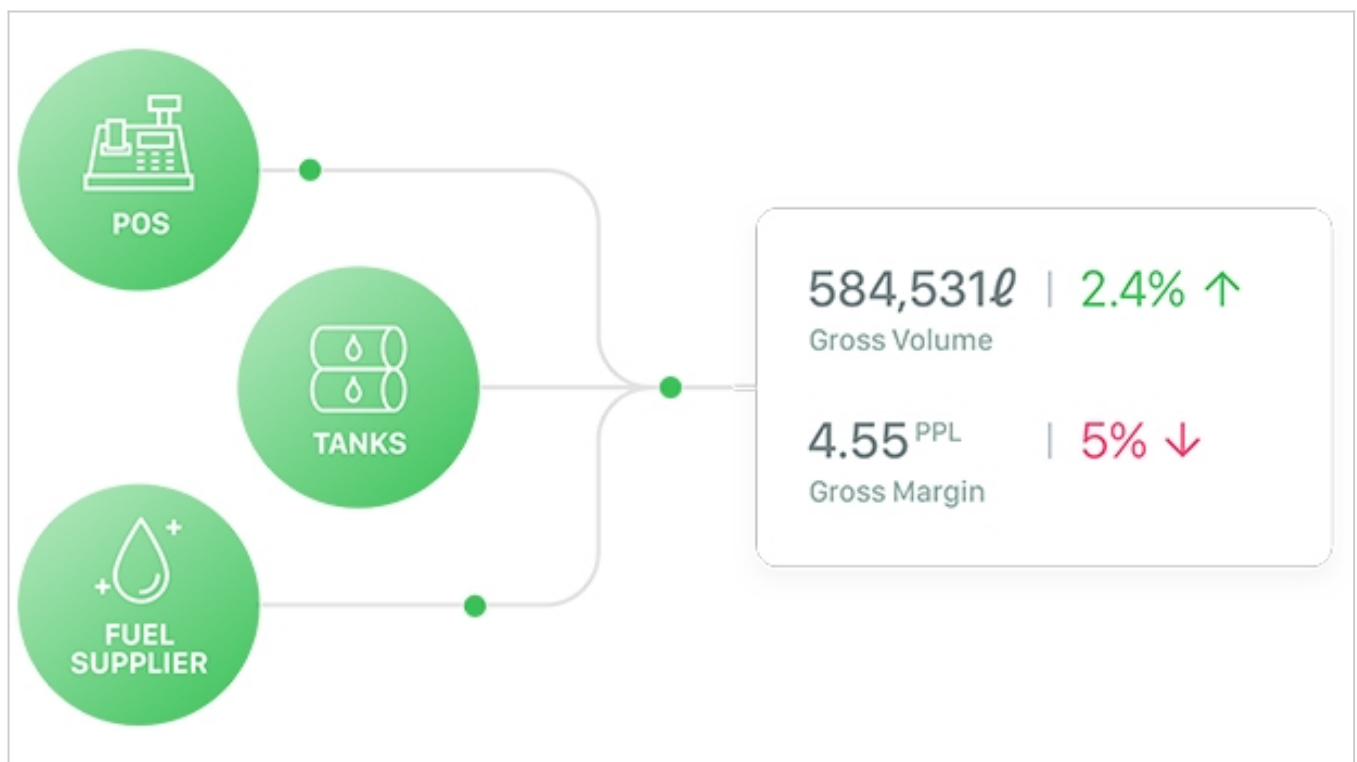 POS
TANKS
FUEL
SUPPLIER
584,531ℓ | 2.4% ↑
Gross Volume
4.55 PPL | 5% ↓
Gross Margin